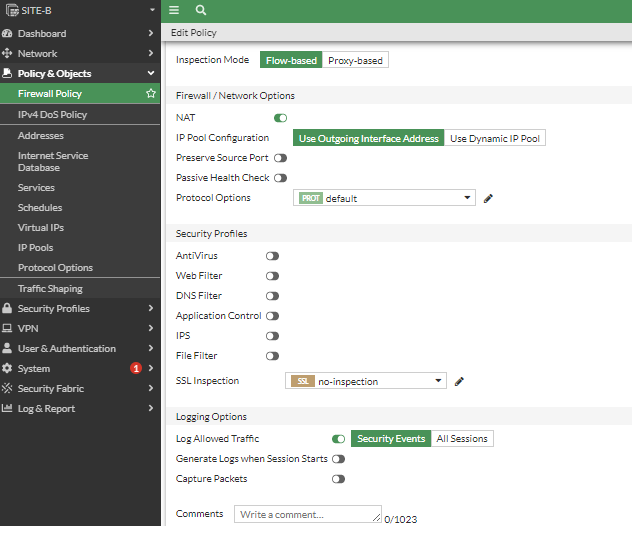 SITE-B
Dashboard
Network
Policy & Objects
Firewall Policy
IPv4 DoS Policy
Addresses
Internet Service
Database
Services
Schedules
Virtual IPs
IP Pools
Protocol Options
Traffic Shaping
Security Profiles
VPN
User & Authentication
System 1
Security Fabric
Log & Report
Edit Policy
Inspection Mode Flow-based Proxy-based
Firewall / Network Options
NAT
IP Pool Configuration Use Outgoing Interface Address Use Dynamic IP Pool
Preserve Source Port
Passive Health Check
Protocol Options PROT default
Security Profiles
AntiVirus
Web Filter
DNS Filter
Application Control
IPS
File Filter
SSL Inspection SSL no-inspection
Logging Options
Log Allowed Traffic Security Events All Sessions
Generate Logs when Session Starts
Capture Packets
Comments Write a comment... 0/1023